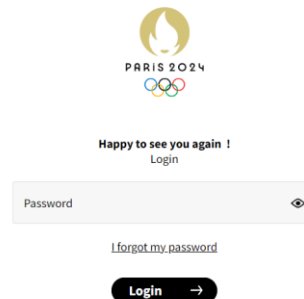 PARIS 2024
Happy to see you again !
Login
Password
I forgot my password
Login →